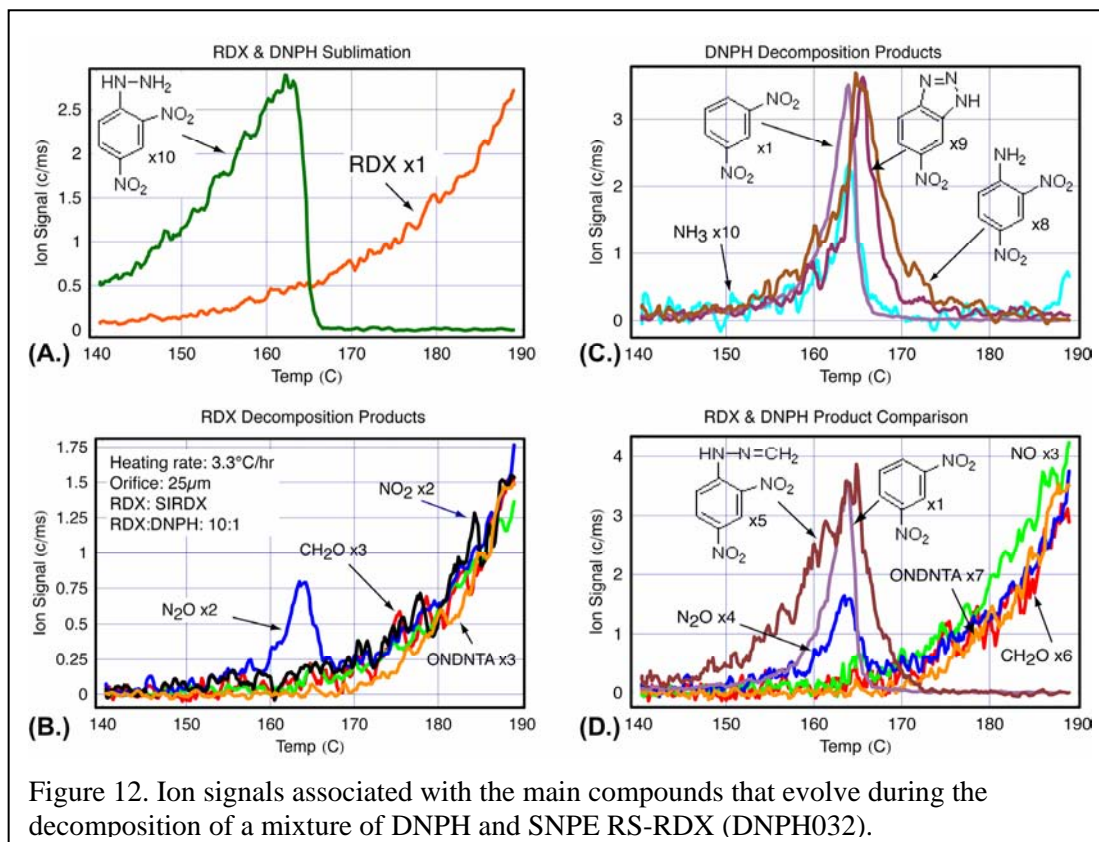 RDX & DNPH Sublimation
Ion Signal (c/ms)
2.5
2
1.5
1
0.5
0
HN-NH2
NO2
x10
NO2
RDX x1
140 150 160 170 180 190
(A.)
Temp (C)
DNPH Decomposition Products
Ion Signal (c/ms)
3
2
1
0
NO2
x1
NO2
N=N
NH
x9
NO2
NH2
NO2
x8
NO2
NH3 x10
140 150 160 170 180 190
(C.)
Temp (C)
RDX Decomposition Products
Ion Signal (c/ms)
1.75
1.5
1.25
1
0.75
0.5
0.25
0
Heating rate: 3.3°C/hr
Orifice: 25µm
RDX: SIRDX
RDX:DNPH: 10:1
NO2 x2
CH2O x3
N2O x2
ONDNTA x3
140 150 160 170 180 190
(B.)
Temp (C)
RDX & DNPH Product Comparison
Ion Signal (c/ms)
4
3
2
1
0
HN-N=CH2
NO2
x5
NO2
NO2
x1
NO2
NO x3
ONDNTA x7
N2O x4
CH2O x6
140 150 160 170 180 190
(D.)
Temp (C)
Figure 12. Ion signals associated with the main compounds that evolve during the
decomposition of a mixture of DNPH and SNPE RS-RDX (DNPH032).